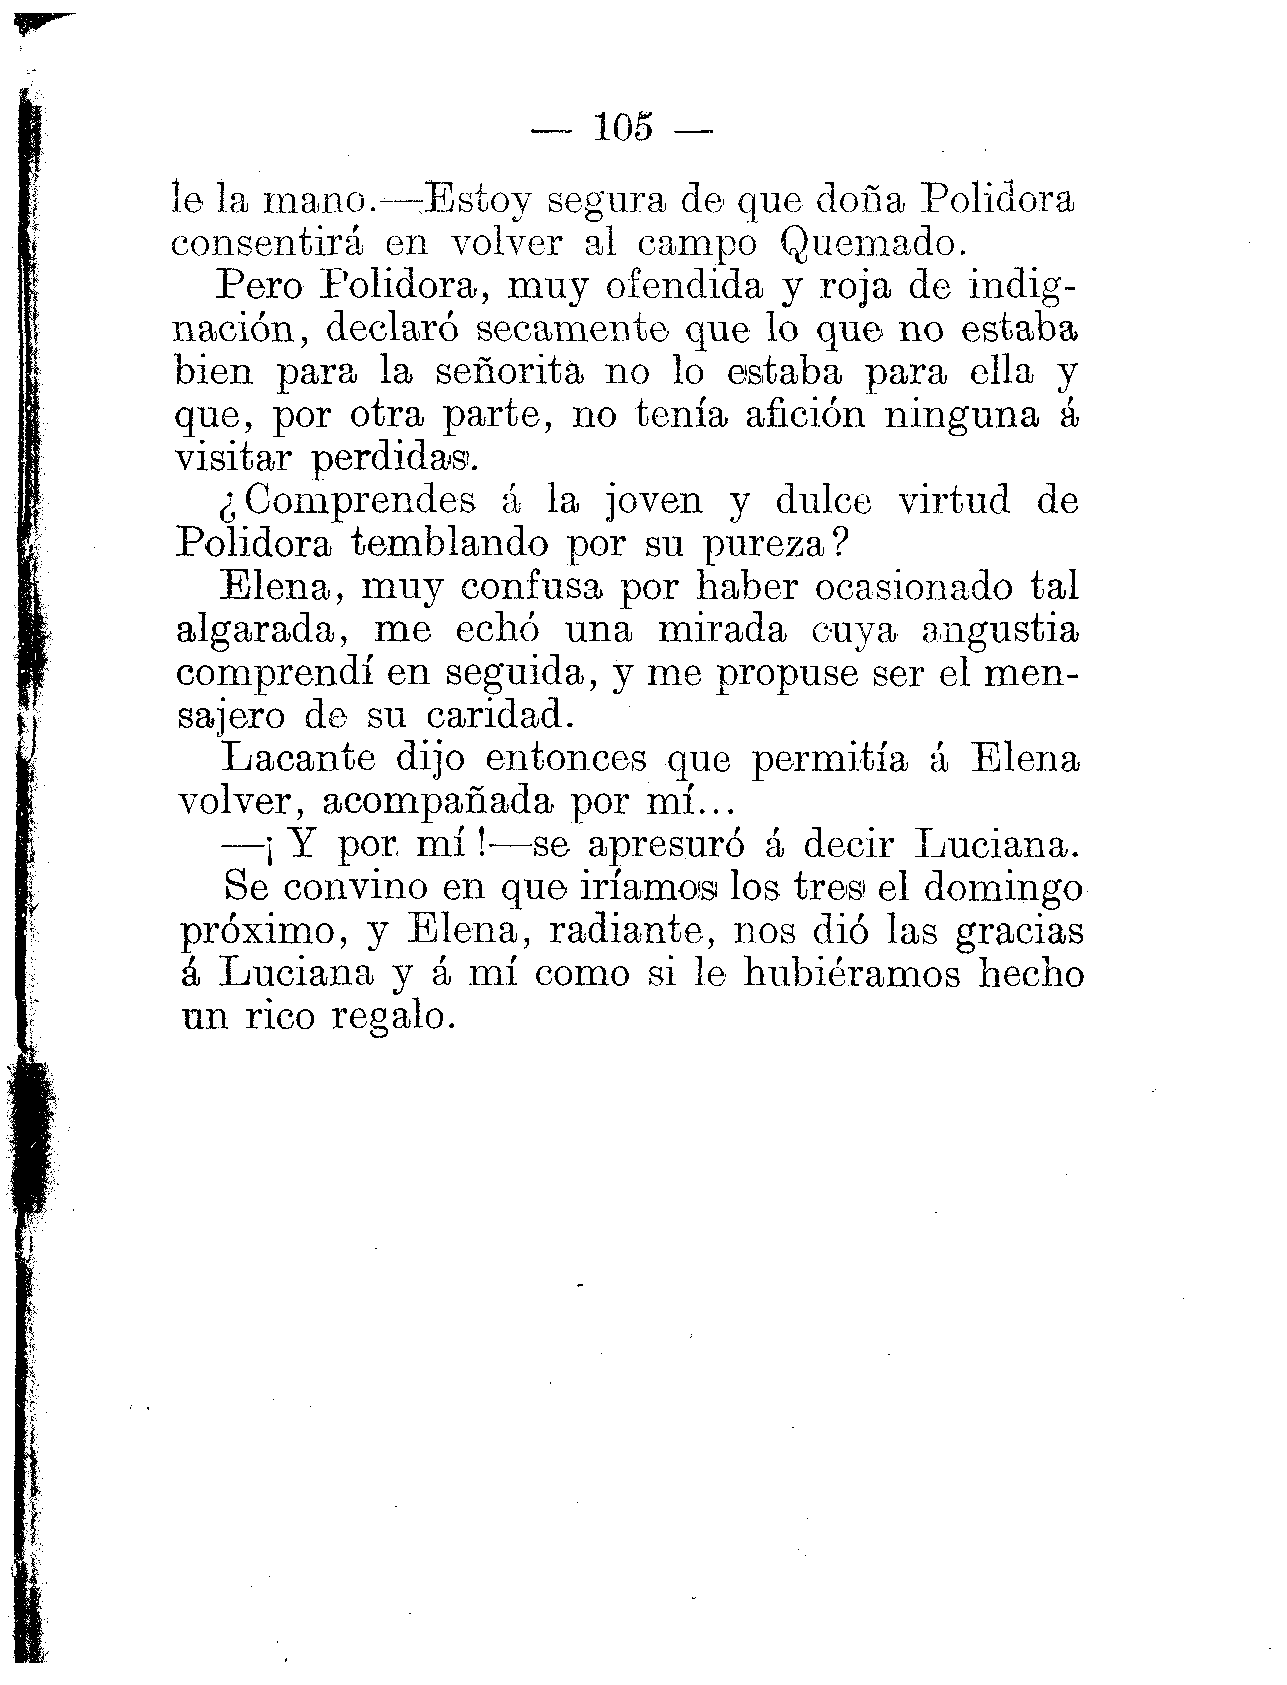 — 105 —
le la mano.—Estoy segura de que doña Polidora
consentirá en volver al campo Quemado.
Pero Polidora, muy ofendida y roja de indig-
nación, declaró secamente que lo que no estaba
bien para la señorita no lo estaba para ella y
que, por otra parte, no tenía afición ninguna á
visitar perdidas.
¿Comprendes á la joven y dulce virtud de
Polidora temblando por su pureza?
Elena, muy confusa por haber ocasionado tal
algarada, me echó una mirada cuya angustia
comprendí en seguida, y me propuse ser el men-
sajero de su caridad.
Lacante dijo entonces que permitía á Elena
volver, acompañada por mí...
—¡Y por mí!—se apresuró á decir Luciana.
Se convino en que iríamos los tres el domingo
próximo, y Elena, radiante, nos dió las gracias
á Luciana y á mí como si le hubiéramos hecho
un rico regalo.